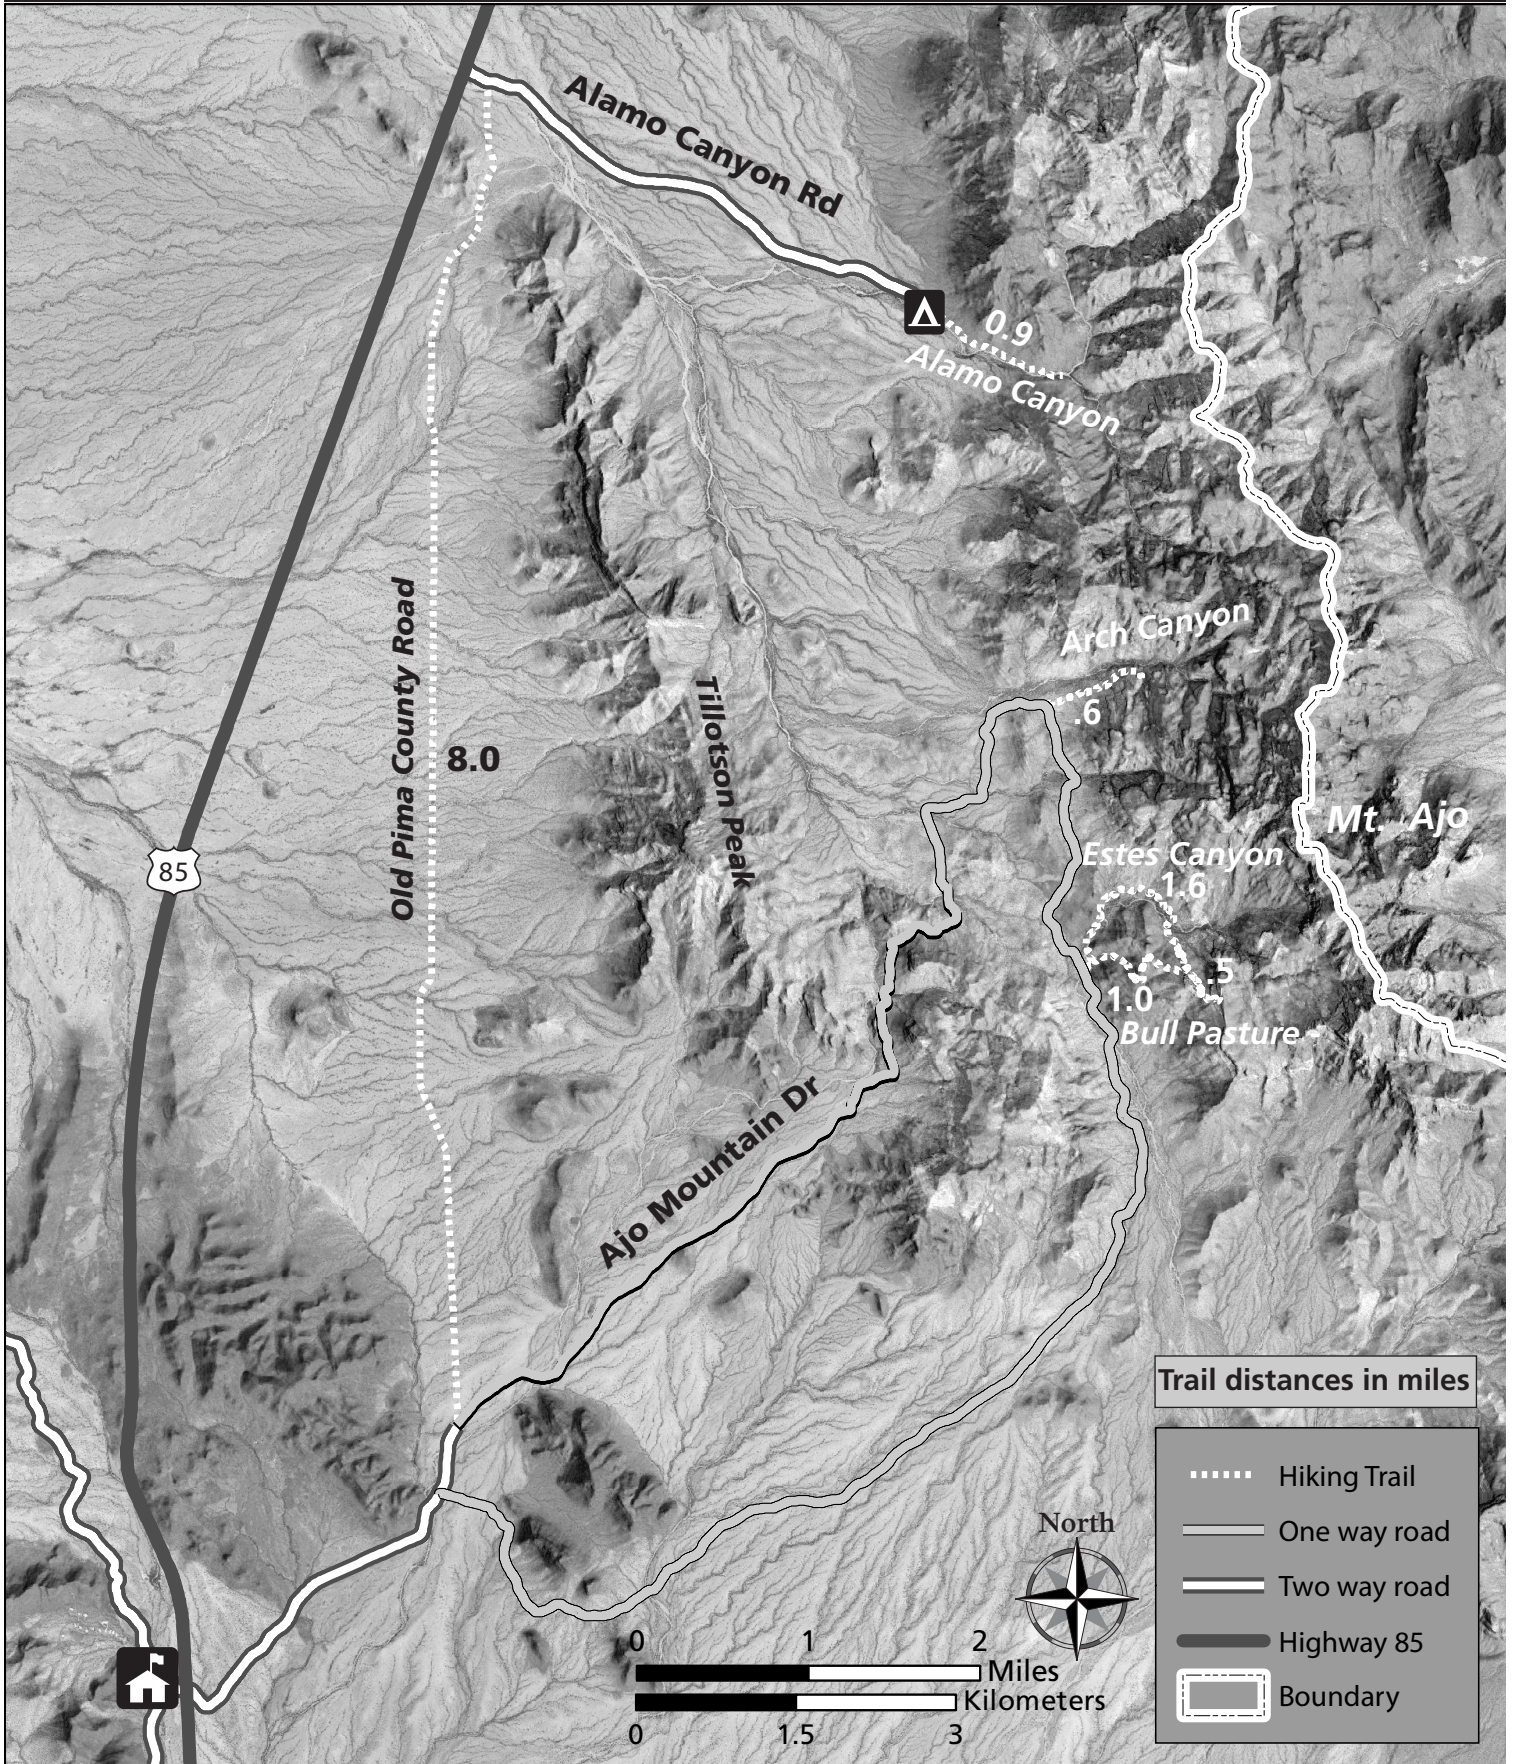 Alamo Canyon Rd
0.9
Alamo Canyon
Arch Canyon
.6
Old Pima County Road
8.0
Tillotson Peak
85
Mt. Ajo
Estes Canyon
1.6
.5
1.0
Bull Pasture
Ajo Mountain Dr
Trail distances in miles
Hiking Trail
One way road
Two way road
Highway 85
Boundary
North
0 1 2
Miles
Kilometers
0 1.5 3